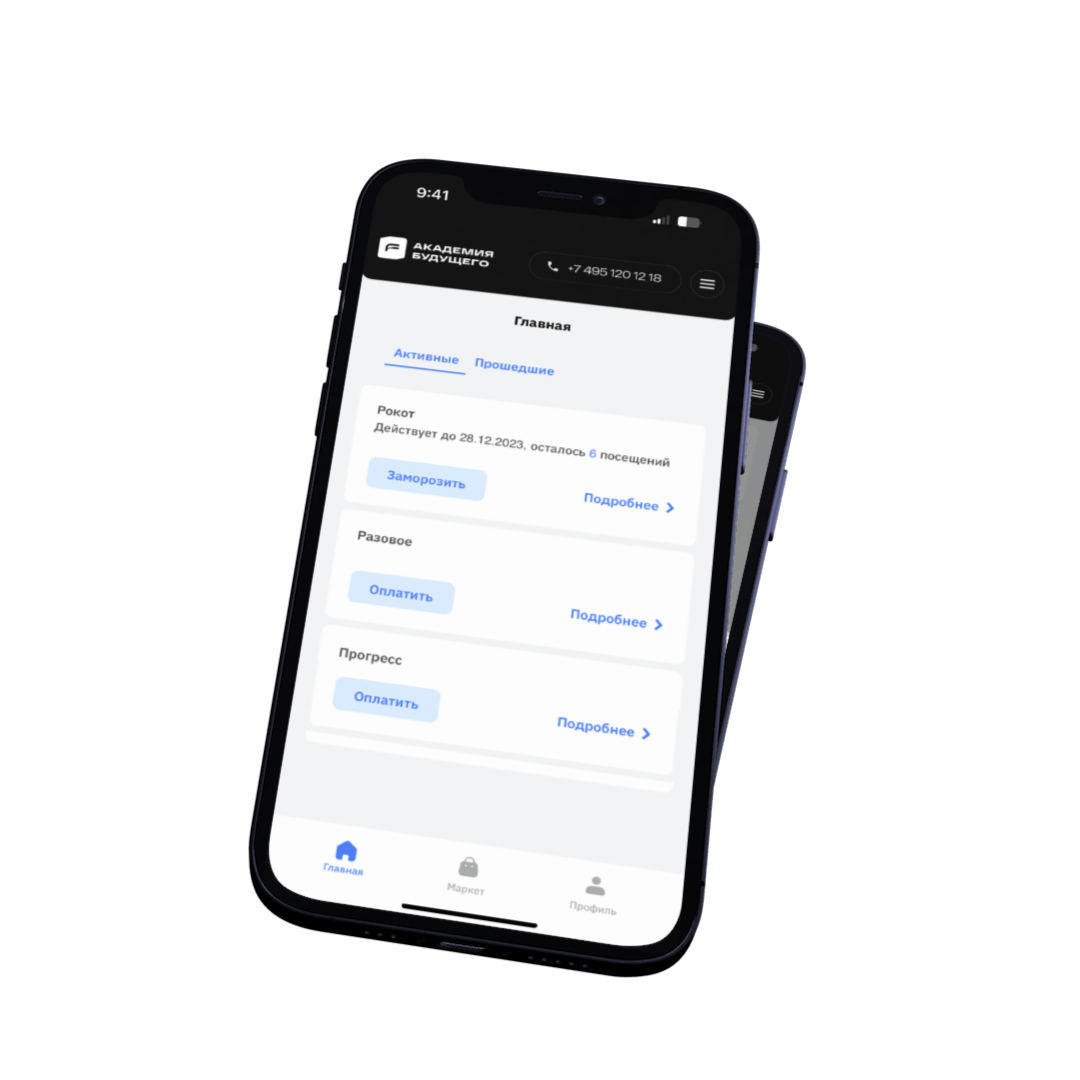 9:41
АКАДЕМИЯ
БУДУЩЕГО
+7 495 120 12 18
Главная
Активные Прошедшие
Рокот
Действует до 28.12.2023, осталось 6 посещений
Заморозить
Подробнее
Разовое
Оплатить
Подробнее
Прогресс
Оплатить
Подробнее
Главная
Маркет
Профиль